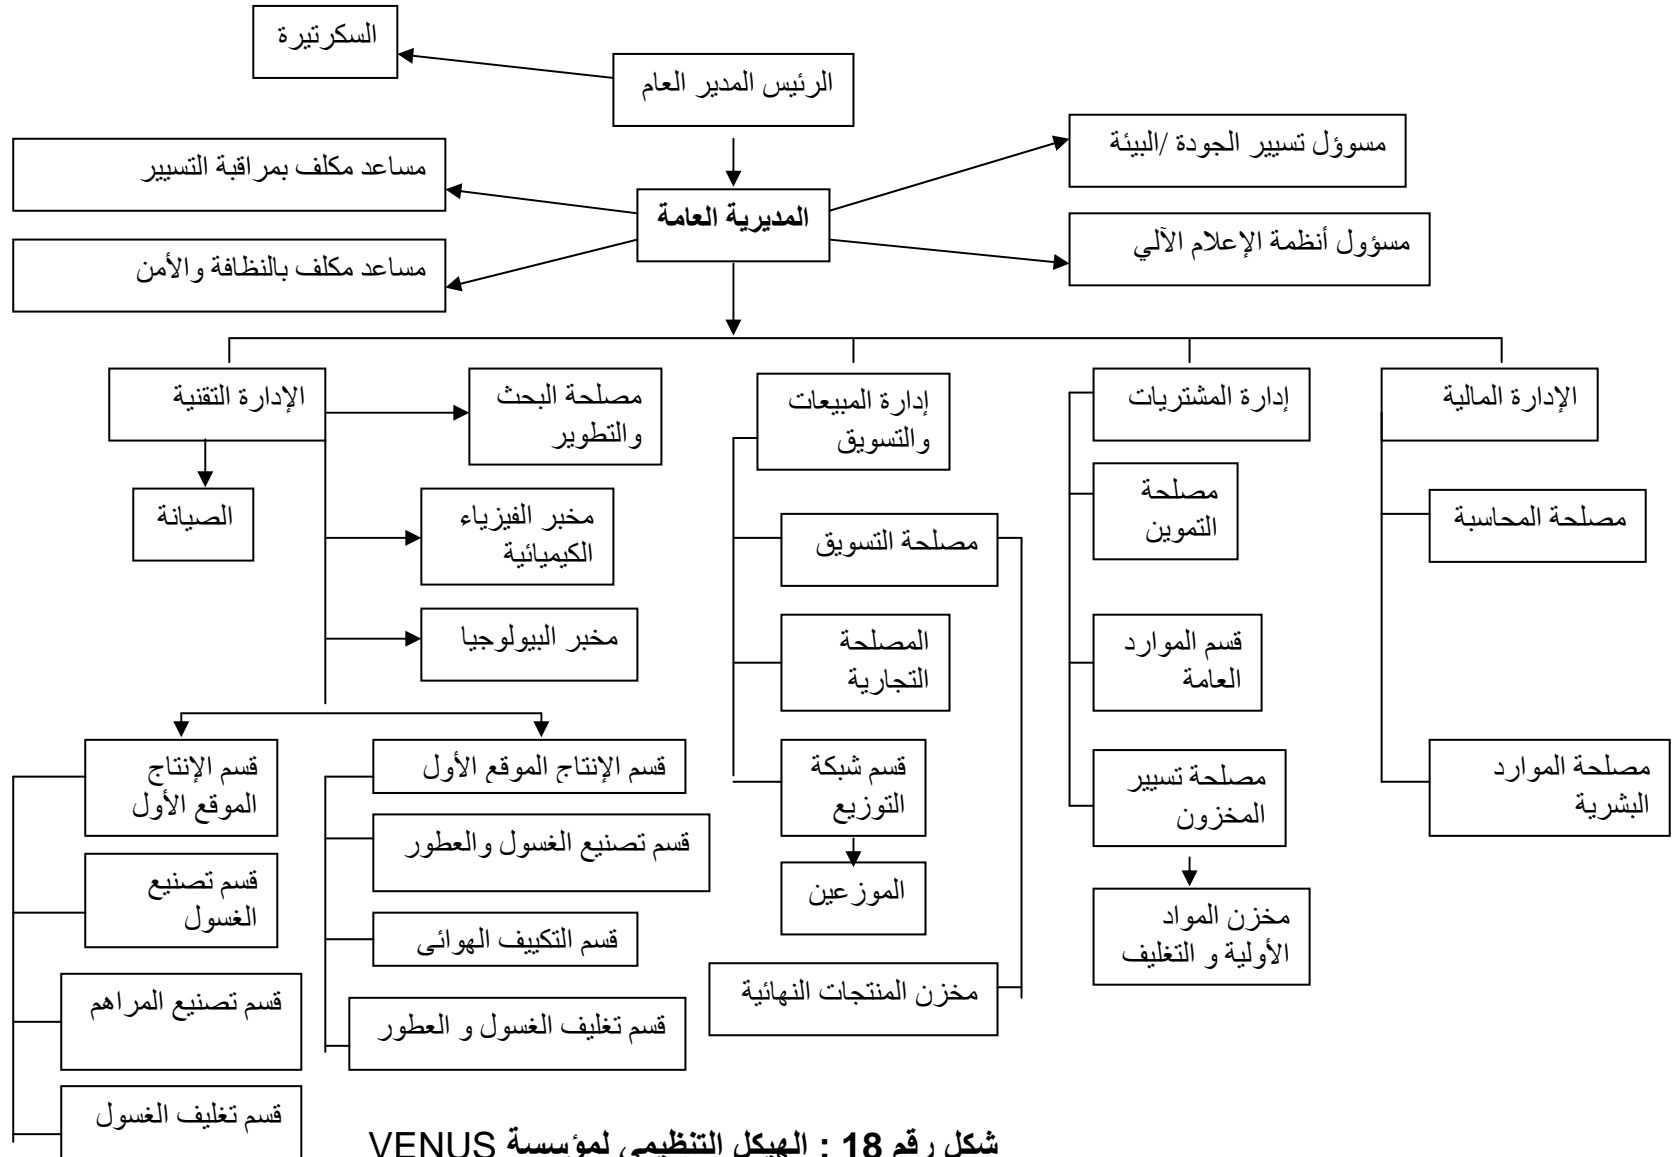 السكرتيرة
الرئيس المدير العام
مسوؤل تسيير الجودة /البيئة
مساعد مكلف بمراقبة التسيير
المديرية العامة
مسؤول أنظمة الإعلام الآلي
مساعد مكلف بالنظافة والأمن
الإدارة المالية
إدارة المشتريات
إدارة المبيعات
والتسويق
مصلحة البحث
والتطوير
الإدارة التقنية
مصلحة المحاسبة
مصلحة
التموين
مصلحة التسويق
مخبر الفيزياء
الكيميائية
الصيانة
قسم الموارد
العامة
المصلحة
التجارية
مخبر البيولوجيا
مصلحة الموارد
البشرية
مصلحة تسيير
المخزون
قسم شبكة
التوزيع
قسم الإنتاج الموقع الأول
قسم الإنتاج
الموقع الأول
قسم تصنيع الغسول والعطور
مخزن المواد
الأولية و التغليف
الموزعين
قسم التكييف الهوائى
قسم تصنيع
الغسول
مخزن المنتجات النهائية
قسم تغليف الغسول و العطور
قسم تصنيع المراهم
قسم تغليف الغسول
شكل رقم 18 : الهيكل التنظيمي لمؤسسة VENUS